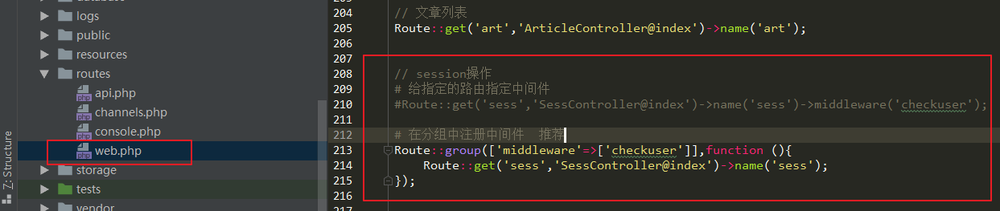 logs
public
resources
routes
api.php
channels.php
console.php
web.php
storage
tests
vendor
Z: Structure
204 // 文章列表
205 Route::get('art','ArticleController@index')->name('art');
206
207
208 // session操作
209 # 给指定的路由指定中间件
210 #Route::get('sess','SessController@index')->name('sess')->middleware('checkuser');
211
212 # 在分组中注册中间件  推荐
213 Route::group(['middleware'=>['checkuser']],function (){
214     Route::get('sess','SessController@index')->name('sess');
215 });
216
217